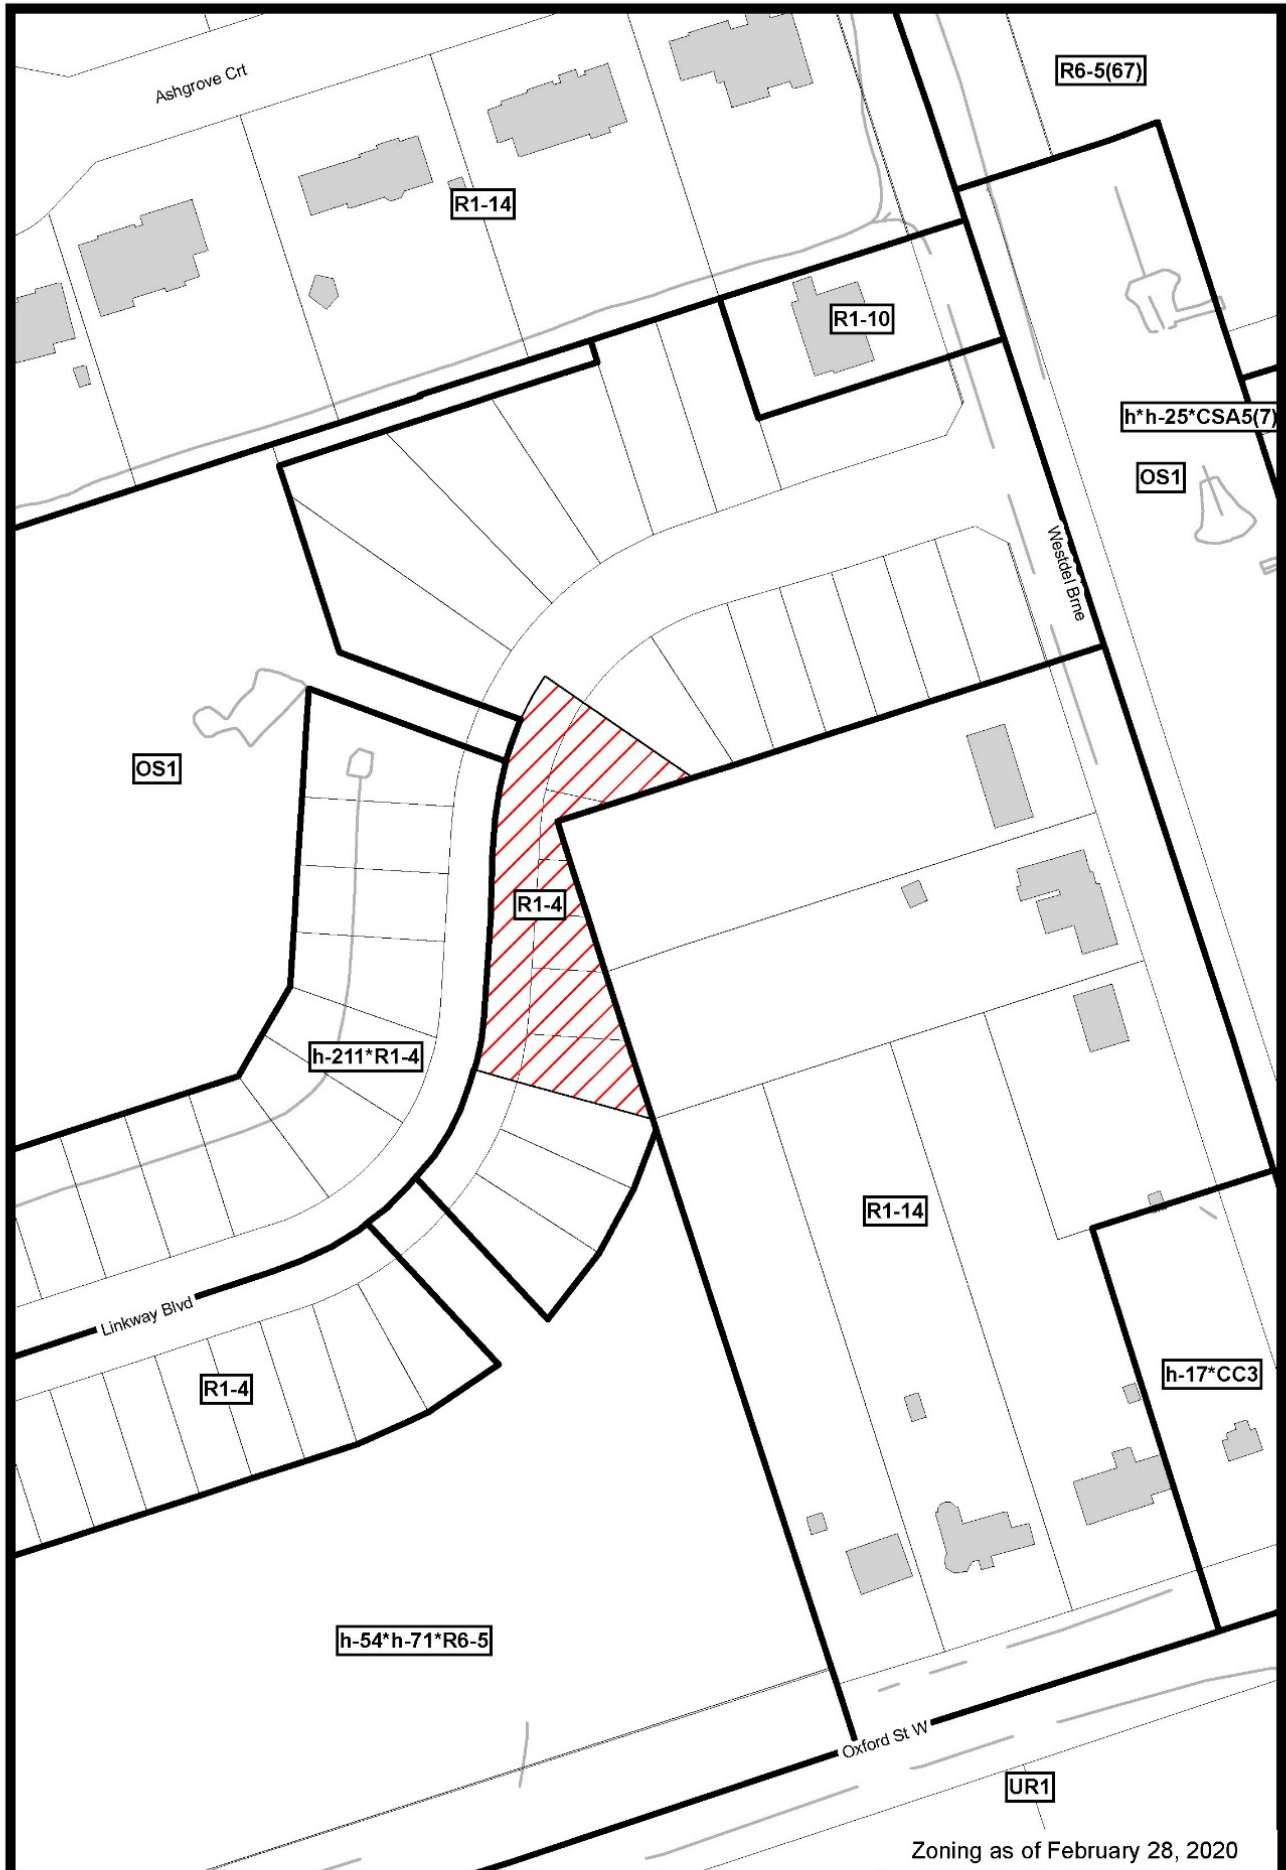 R6-5(67)
Ashgrove Crt
R1-14
R1-10
h*h-25*CSA5(7)
OS1
Westdel Brne
OS1
R1-4
h-211*R1-4
R1-14
Linkway Blvd
h-17*CC3
R1-4
h-54*h-71*R6-5
Oxford St W
UR1
Zoning as of February 28, 2020